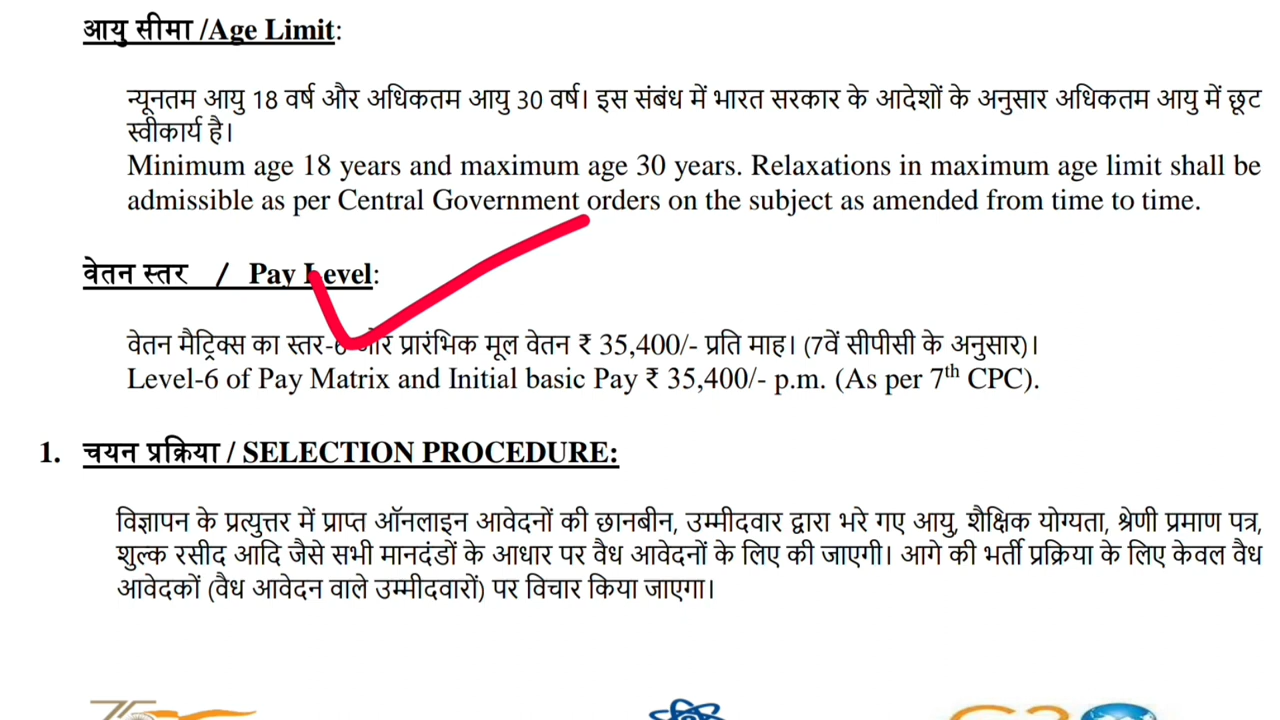 आयु सीमा /Age Limit:
न्यूनतम आयु 18 वर्ष और अधिकतम आयु 30 वर्ष। इस संबंध में भारत सरकार के आदेशों के अनुसार अधिकतम आयु में छूट
स्वीकार्य है।
Minimum age 18 years and maximum age 30 years. Relaxations in maximum age limit shall be
admissible as per Central Government orders on the subject as amended from time to time.
वेतन स्तर / Pay Level:
वेतन मैट्रिक्स का स्तर-6 और प्रारंभिक मूल वेतन ₹ 35,400/- प्रति माह। (7वें सीपीसी के अनुसार)।
Level-6 of Pay Matrix and Initial basic Pay ₹ 35,400/- p.m. (As per 7th CPC).
1. चयन प्रक्रिया / SELECTION PROCEDURE:
विज्ञापन के प्रत्युत्तर में प्राप्त ऑनलाइन आवेदनों की छानबीन, उम्मीदवार द्वारा भरे गए आयु, शैक्षिक योग्यता, श्रेणी प्रमाण पत्र,
शुल्क रसीद आदि जैसे सभी मानदंडों के आधार पर वैध आवेदनों के लिए की जाएगी। आगे की भर्ती प्रक्रिया के लिए केवल वैध
आवेदकों (वैध आवेदन वाले उम्मीदवारों) पर विचार किया जाएगा।